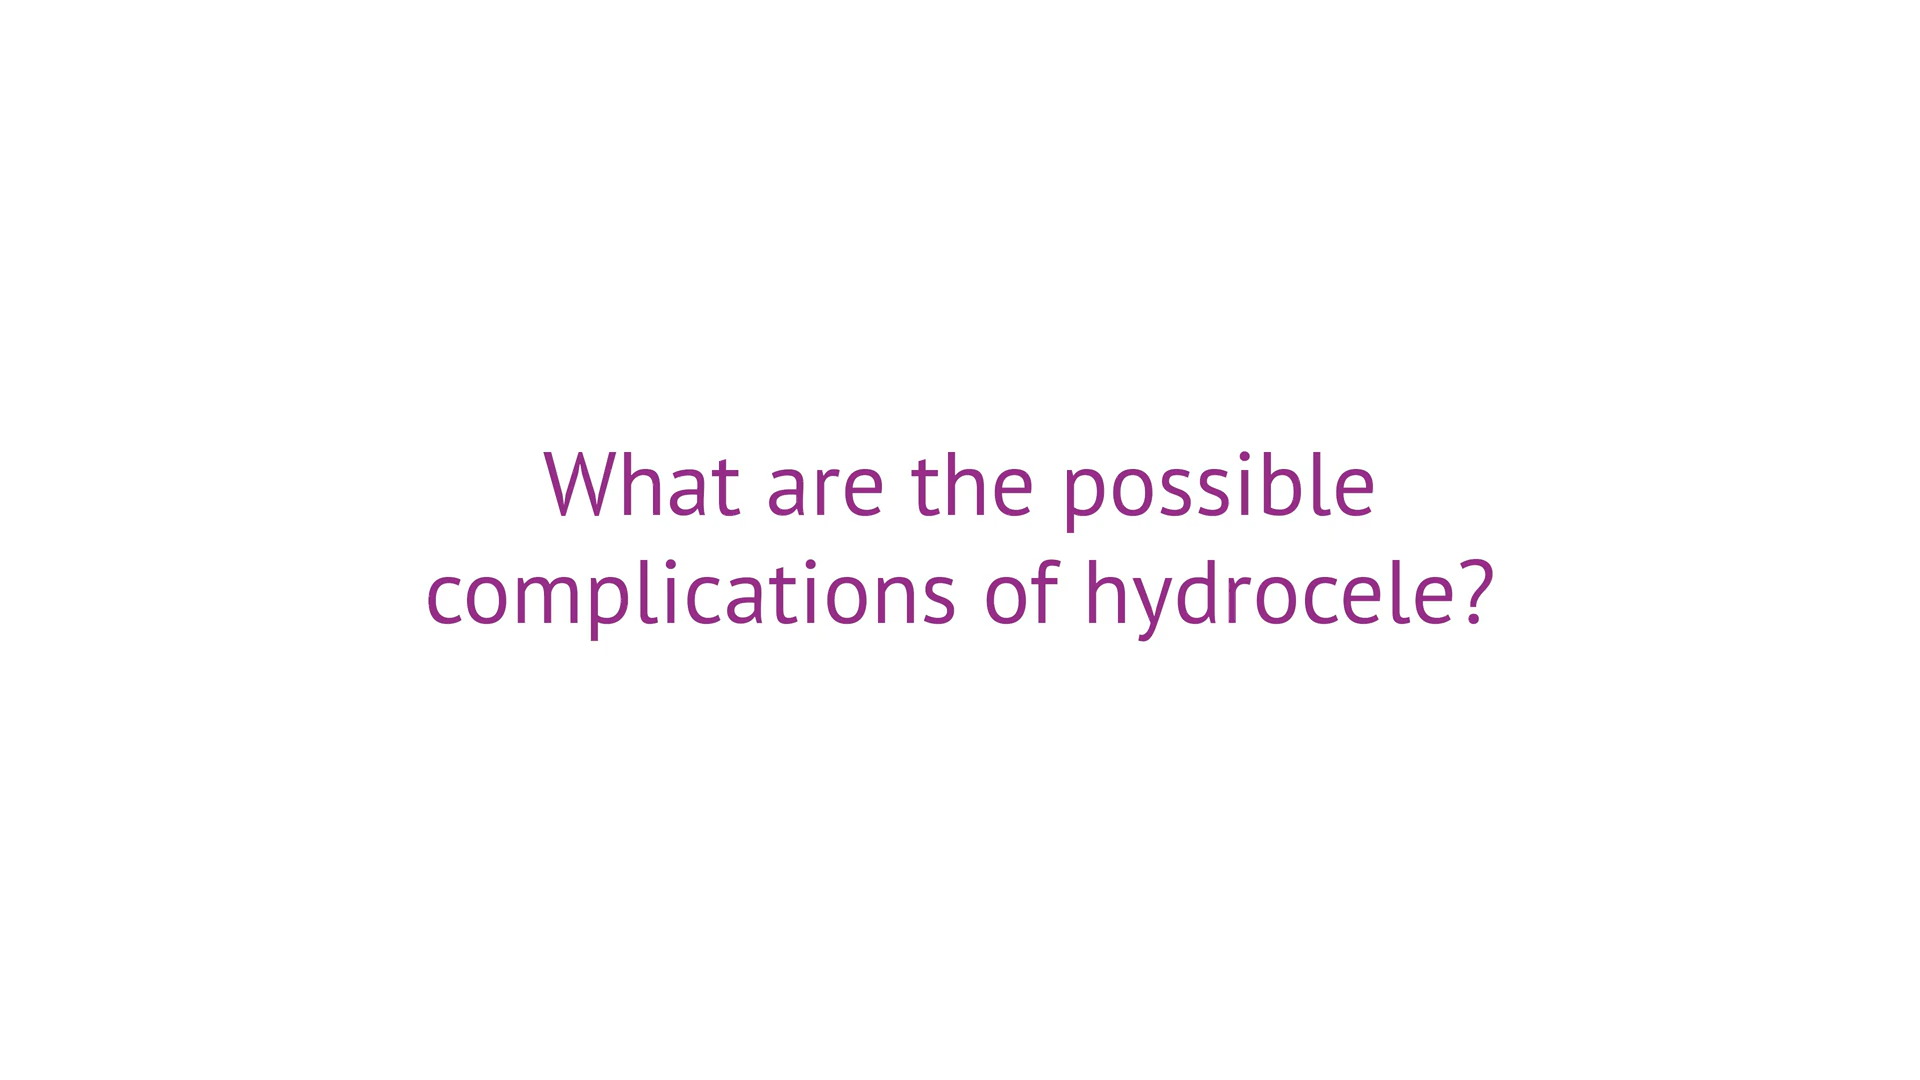 What are the possible
complications of hydrocele?